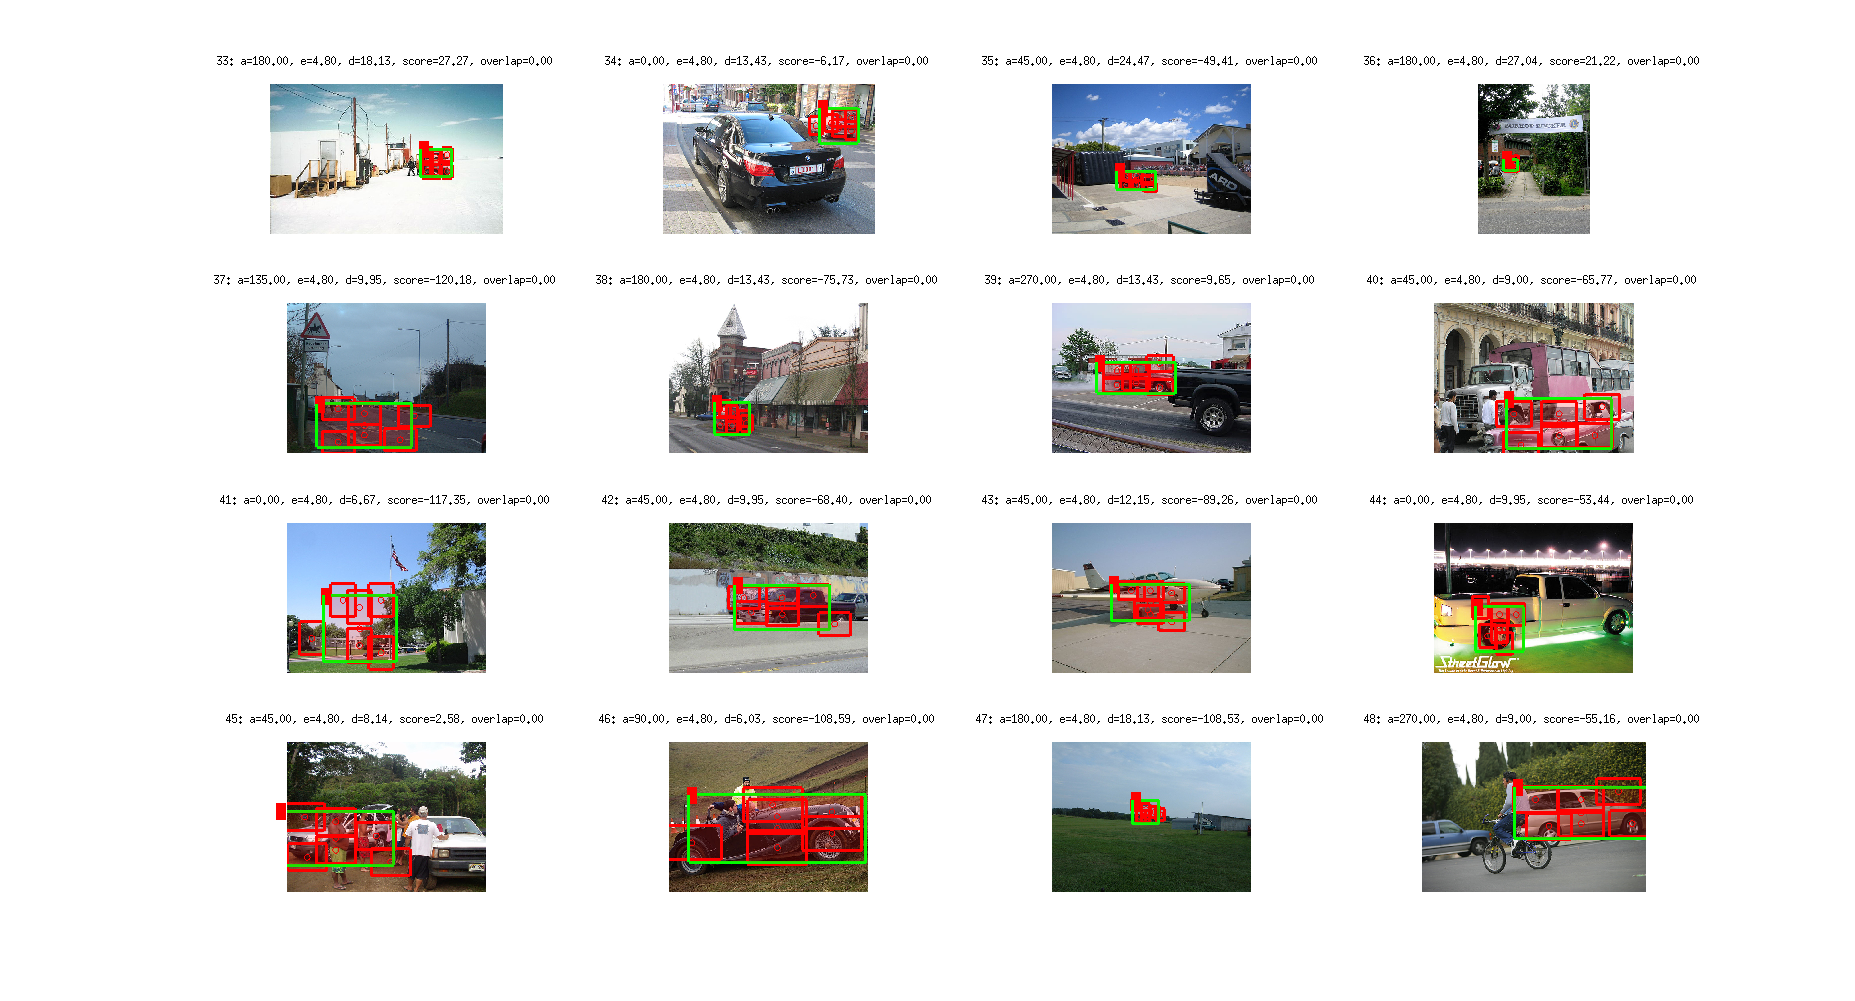 33: a=180.00, e=4.80, d=18.13, score=27.27, overlap=0.00
34: a=0.00, e=4.80, d=13.43, score=-6.17, overlap=0.00
35: a=45.00, e=4.80, d=24.47, score=-49.41, overlap=0.00
36: a=180.00, e=4.80, d=27.04, score=21.22, overlap=0.00
ARD
37: a=135.00, e=4.80, d=9.95, score=-120.18, overlap=0.00
38: a=180.00, e=4.80, d=13.43, score=-75.73, overlap=0.00
39: a=270.00, e=4.80, d=13.43, score=9.65, overlap=0.00
40: a=45.00, e=4.80, d=9.00, score=-65.77, overlap=0.00
41: a=0.00, e=4.80, d=6.67, score=-117.35, overlap=0.00
42: a=45.00, e=4.80, d=9.95, score=-68.40, overlap=0.00
43: a=45.00, e=4.80, d=12.15, score=-89.26, overlap=0.00
44: a=0.00, e=4.80, d=9.95, score=-53.44, overlap=0.00
StreetGlow
45: a=45.00, e=4.80, d=8.14, score=2.58, overlap=0.00
46: a=90.00, e=4.80, d=6.03, score=-108.59, overlap=0.00
47: a=180.00, e=4.80, d=18.13, score=-108.53, overlap=0.00
48: a=270.00, e=4.80, d=9.00, score=-55.16, overlap=0.00